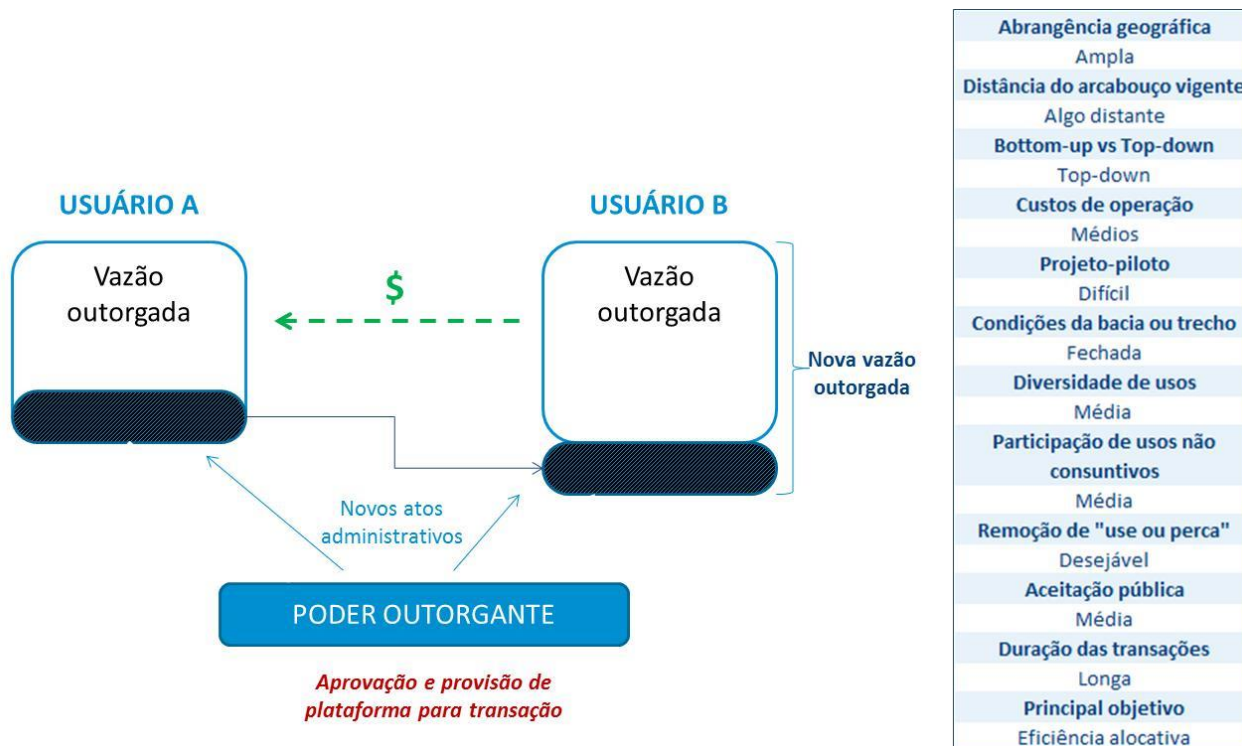 USUÁRIO A
Vazão
outorgada
$
USUÁRIO B
Vazão
outorgada
Nova vazão
outorgada
Novos atos
administrativos
PODER OUTORGANTE
Aprovação e provisão de
plataforma para transação
Abrangência geográfica
Ampla
Distância do arcabouço vigente
Algo distante
Bottom-up vs Top-down
Top-down
Custos de operação
Médios
Projeto-piloto
Difícil
Condições da bacia ou trecho
Fechada
Diversidade de usos
Média
Participação de usos não
consuntivos
Média
Remoção de "use ou perca"
Desejável
Aceitação pública
Média
Duração das transações
Longa
Principal objetivo
Eficiência alocativa